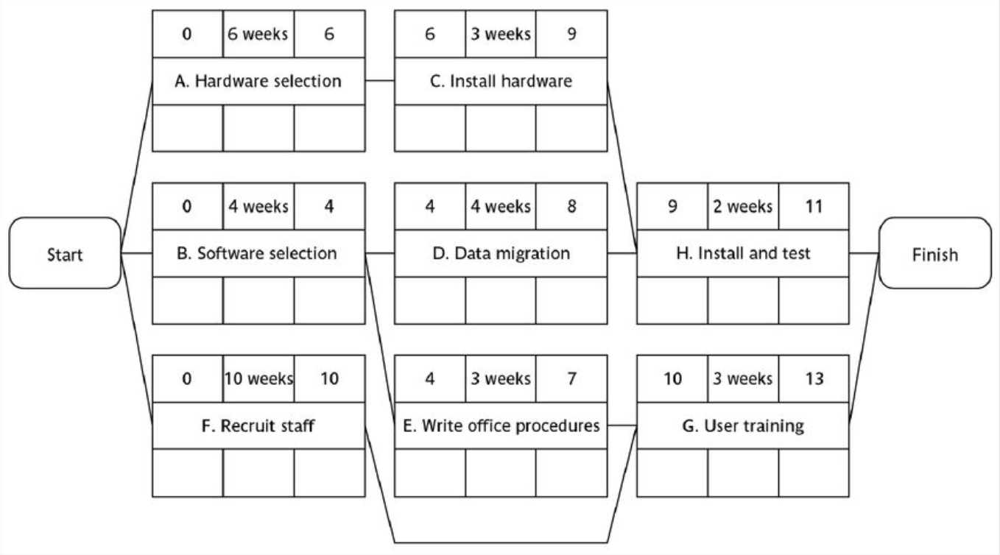 0 6 weeks 6
A. Hardware selection
6 3 weeks 9
C. Install hardware
Start
0 4 weeks 4
B. Software selection
4 4 weeks 8
D. Data migration
9 2 weeks 11
H. Install and test
Finish
0 10 weeks 10
F. Recruit staff
4 3 weeks 7
E. Write office procedures
10 3 weeks 13
G. User training